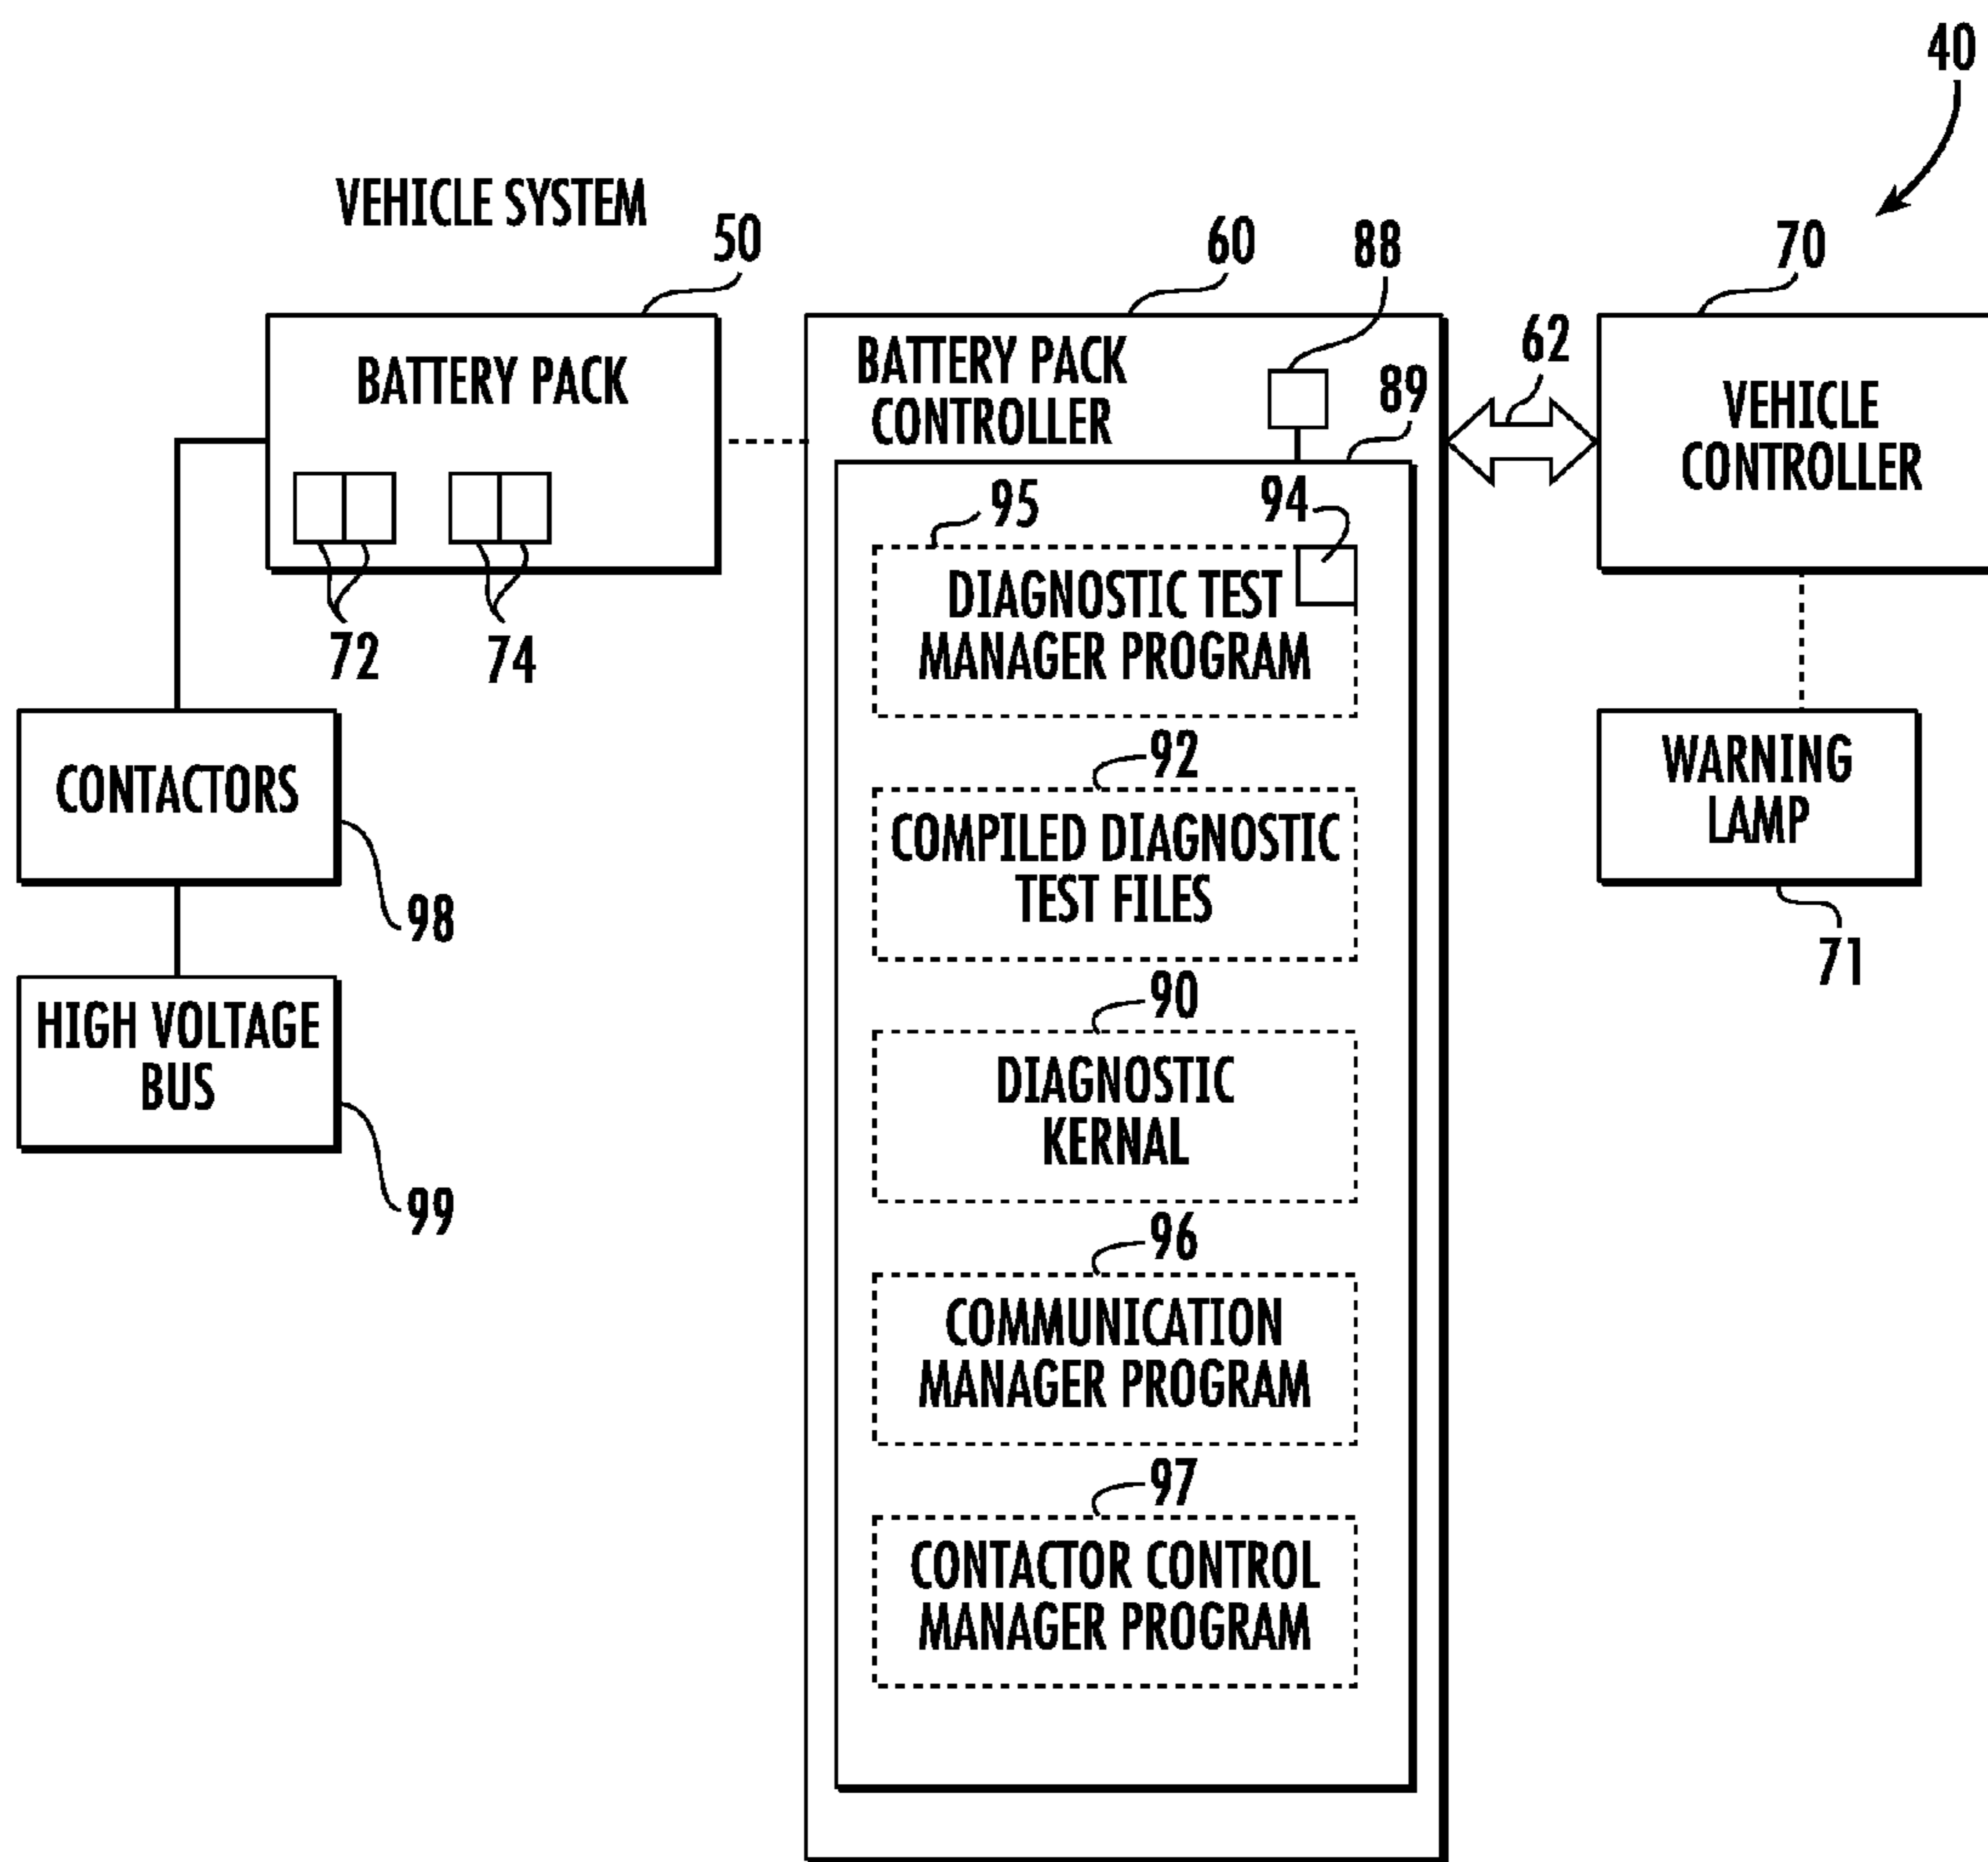 40
VEHICLE SYSTEM
50
60
88
70
BATTERY PACK
BATTERY PACK
CONTROLLER
89
62
VEHICLE
CONTROLLER
72
74
95
94
DIAGNOSTIC TEST
MANAGER PROGRAM
CONTACTORS
98
92
COMPILED DIAGNOSTIC
TEST FILES
WARNING
LAMP
71
HIGH VOLTAGE
BUS
99
90
DIAGNOSTIC
KERNAL
96
COMMUNICATION
MANAGER PROGRAM
97
CONTACTOR CONTROL
MANAGER PROGRAM